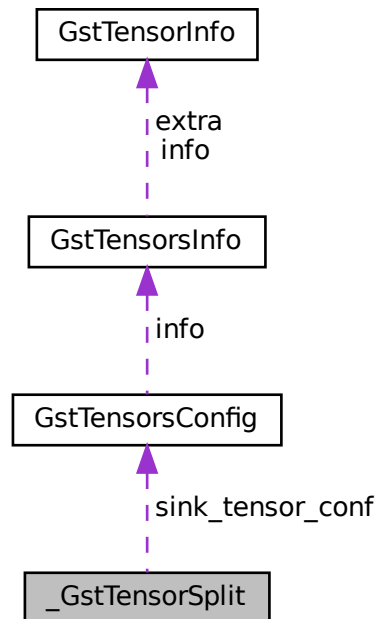 GstTensorInfo
extra
info
GstTensorsInfo
info
GstTensorsConfig
sink_tensor_conf
_GstTensorSplit